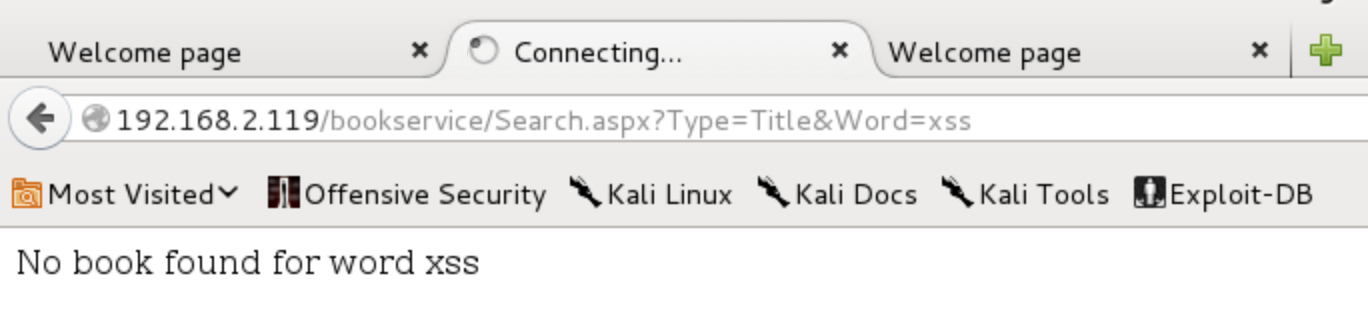 Welcome page Connecting... Welcome page
192.168.2.119/bookservice/Search.aspx?Type=Title&Word=xss
Most Visited Offensive Security Kali Linux Kali Docs Kali Tools Exploit-DB
No book found for word xss